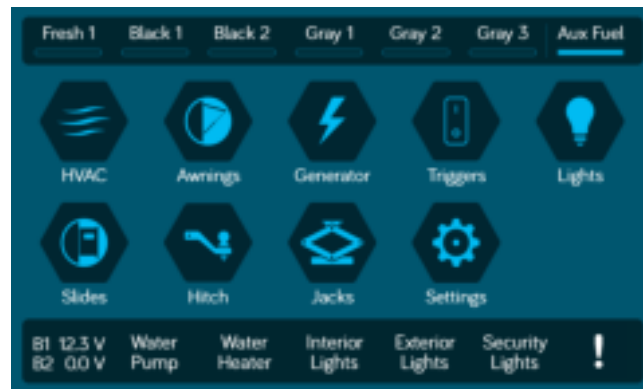 Fresh 1 Black 1 Black 2 Gray 1 Gray 2 Gray 3 Aux Fuel
HVAC Awnings Generator Triggers Lights
Slides Hitch Jacks Settings
B1 12.3 V Water Water Interior Exterior Security
B2 0.0 V Pump Heater Lights Lights Lights !